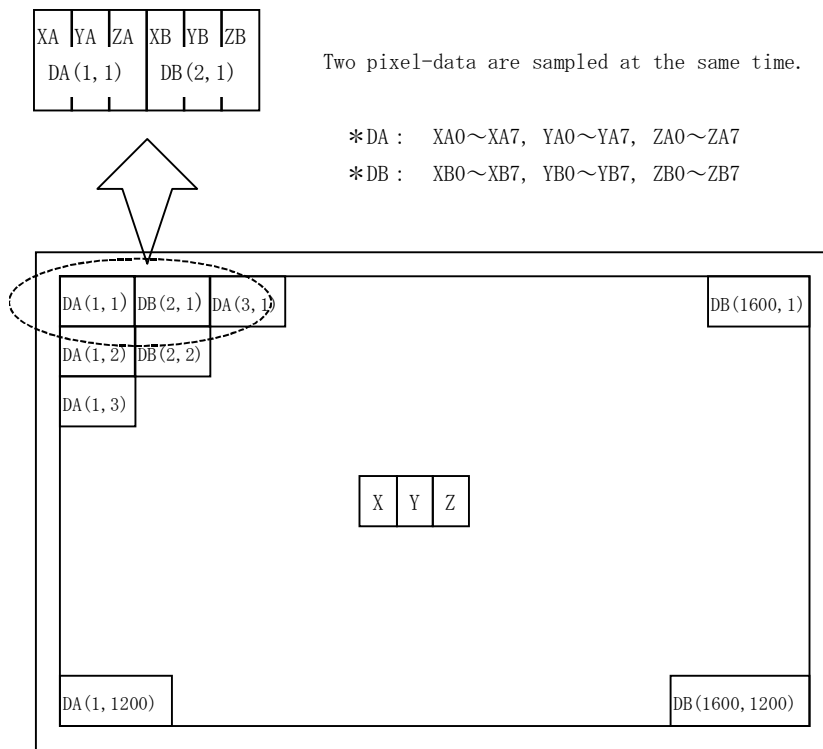 XA YA ZA XB YB ZB
DA(1,1) DB(2,1)
Two pixel-data are sampled at the same time.
*DA : XA0～XA7, YA0～YA7, ZA0～ZA7
*DB : XB0～XB7, YB0～YB7, ZB0～ZB7
DA(1,1) DB(2,1) DA(3,1) DB(1600,1)
DA(1,2) DB(2,2)
DA(1,3)
X Y Z
DA(1,1200) DB(1600,1200)